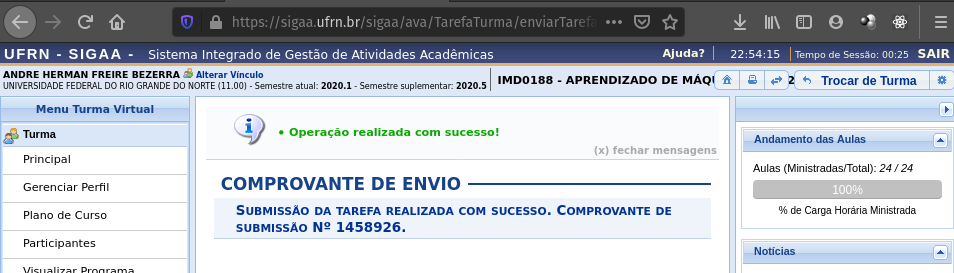 https://sigaa.ufrn.br/sigaa/ava/TarefaTurma/enviarTarefa
UFRN - SIGAA - Sistema Integrado de Gestão de Atividades Acadêmicas Ajuda? 22:54:15 Tempo de Sessão: 00:25 SAIR
ANDRE HERMAN FREIRE BEZERRA Alterar Vínculo
UNIVERSIDADE FEDERAL DO RIO GRANDE DO NORTE (11.00) - Semestre atual: 2020.1 - Semestre suplementar: 2020.5
IMD0188 - APRENDIZADO DE MÁQU
Trocar de Turma
Menu Turma Virtual
Turma
Principal
Gerenciar Perfil
Plano de Curso
Participantes
Visualizar Programa
• Operação realizada com sucesso!
(x) fechar mensagens
COMPROVANTE DE ENVIO
Submissão da tarefa realizada com sucesso. Comprovante de
submissão Nº 1458926.
Andamento das Aulas
Aulas (Ministradas/Total): 24 / 24
100%
% de Carga Horária Ministrada
Notícias